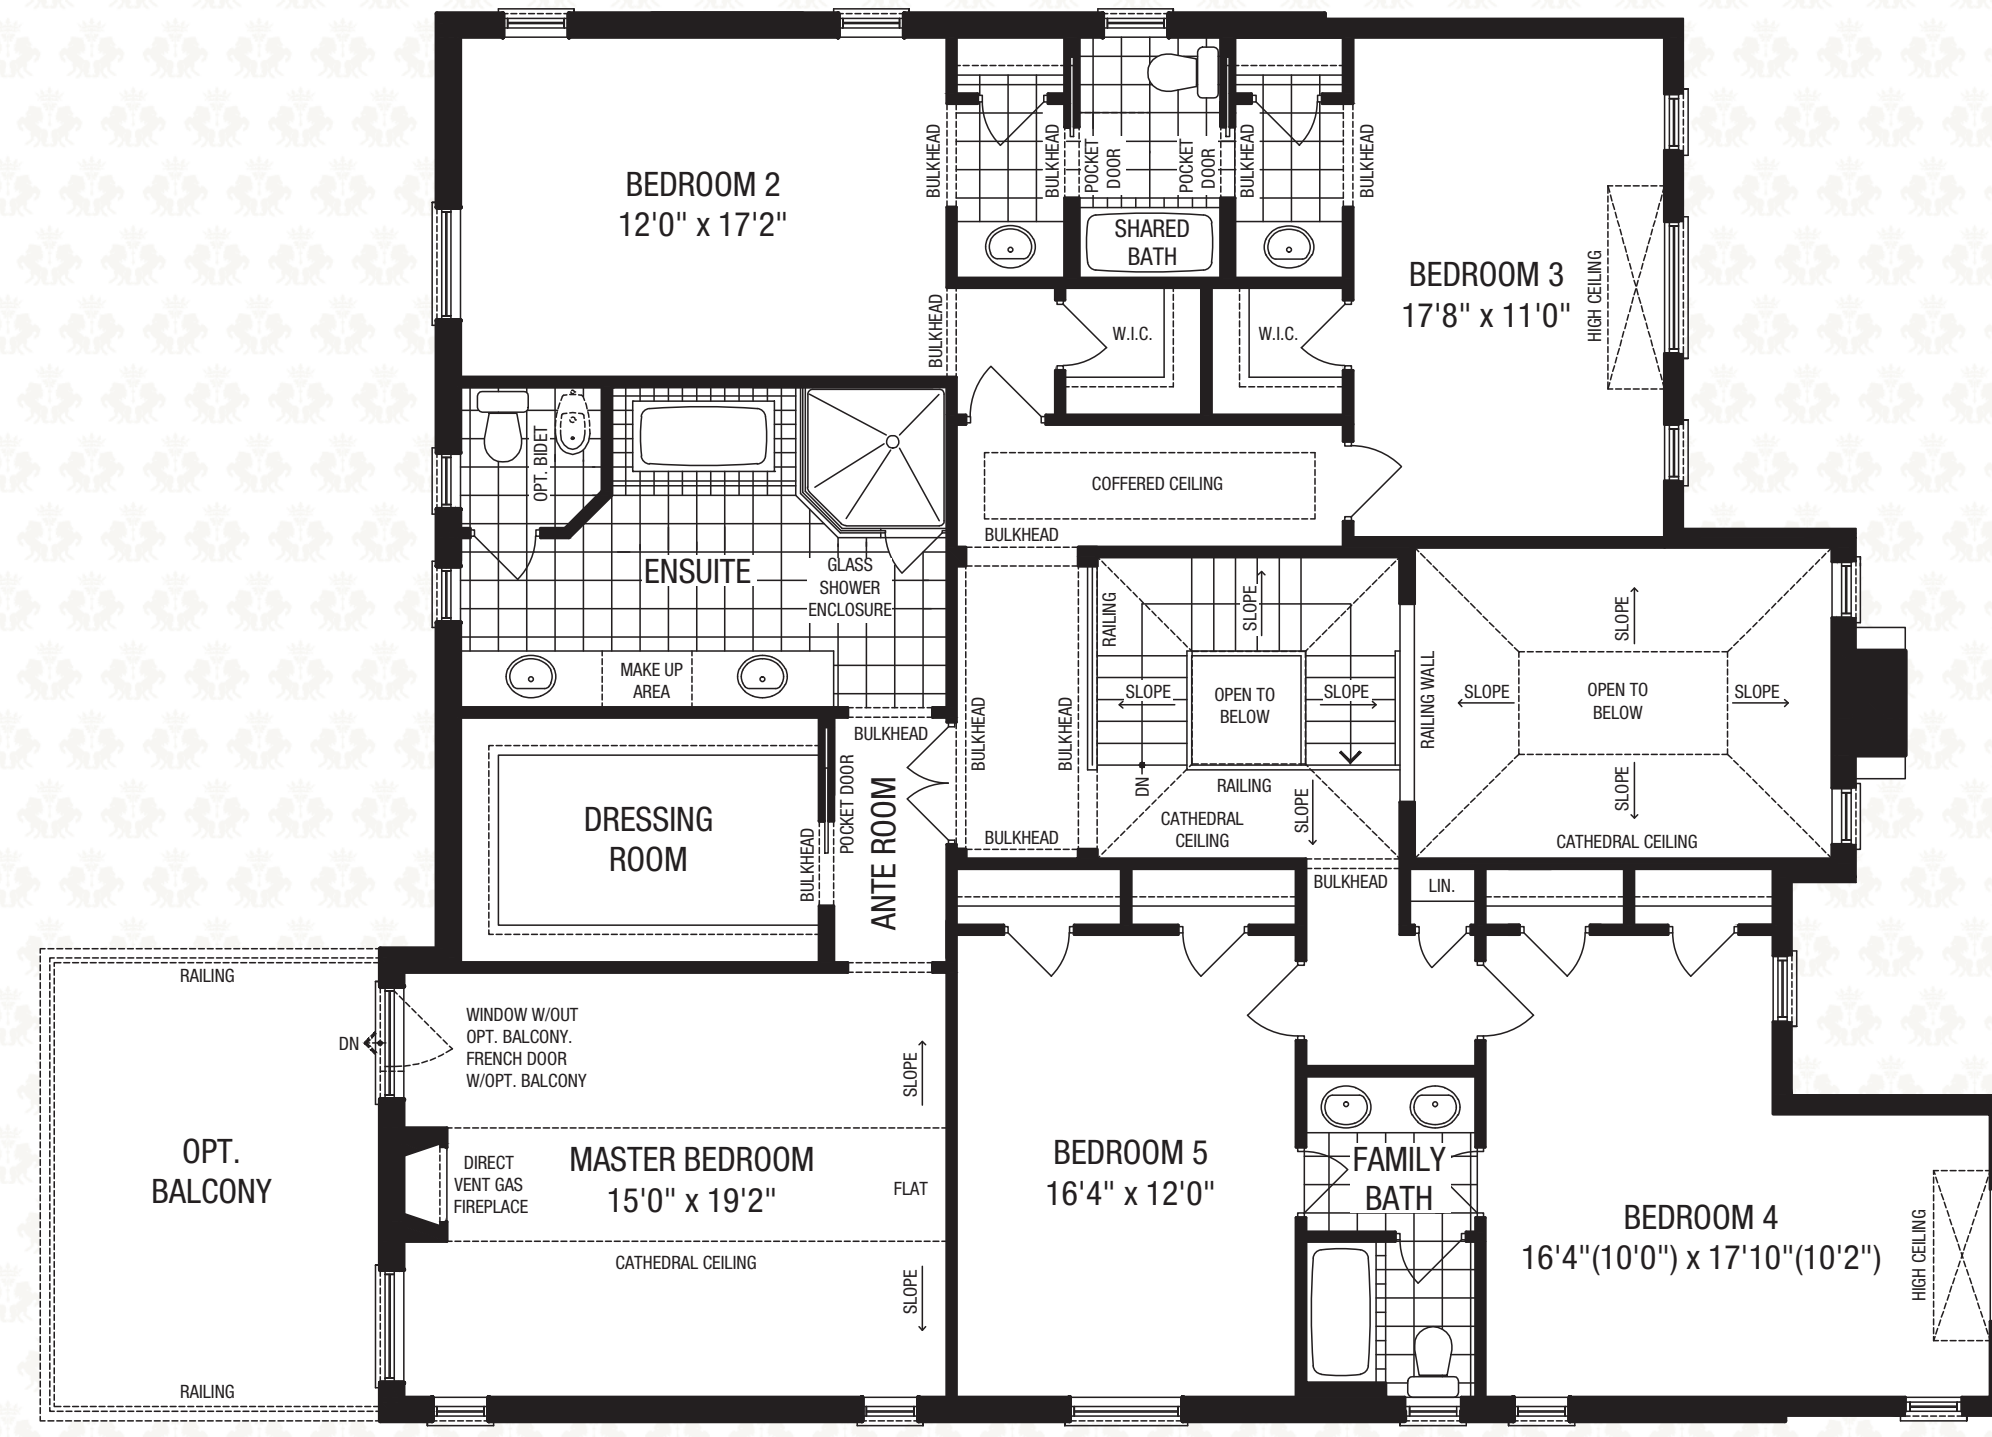 BEDROOM 2
12'0" x 17'2"
BULKHEAD
BULKHEAD
POCKET
DOOR
POCKET
DOOR
BULKHEAD
BULKHEAD
SHARED
BATH
BEDROOM 3
17'8" x 11'0"
HIGH CEILING
BULKHEAD
W.I.C.
W.I.C.
OPT. BIDET
COFFERED CEILING
BULKHEAD
ENSUITE
GLASS
SHOWER
ENCLOSURE
MAKE UP
AREA
RAILING
SLOPE
SLOPE
OPEN TO
BELOW
SLOPE
RAILING WALL
SLOPE
SLOPE
OPEN TO
BELOW
SLOPE
SLOPE
CATHEDRAL CEILING
BULKHEAD
BULKHEAD
BULKHEAD
DN
RAILING
CATHEDRAL
CEILING
SLOPE
BULKHEAD
DRESSING
ROOM
BULKHEAD
POCKET DOOR
ANTE ROOM
BULKHEAD
LIN.
RAILING
DN
WINDOW W/OUT
OPT. BALCONY.
FRENCH DOOR
W/OPT. BALCONY
SLOPE
OPT.
BALCONY
DIRECT
VENT GAS
FIREPLACE
MASTER BEDROOM
15'0" x 19'2"
FLAT
CATHEDRAL CEILING
SLOPE
RAILING
BEDROOM 5
16'4" x 12'0"
FAMILY
BATH
BEDROOM 4
16'4"(10'0") x 17'10"(10'2")
HIGH CEILING